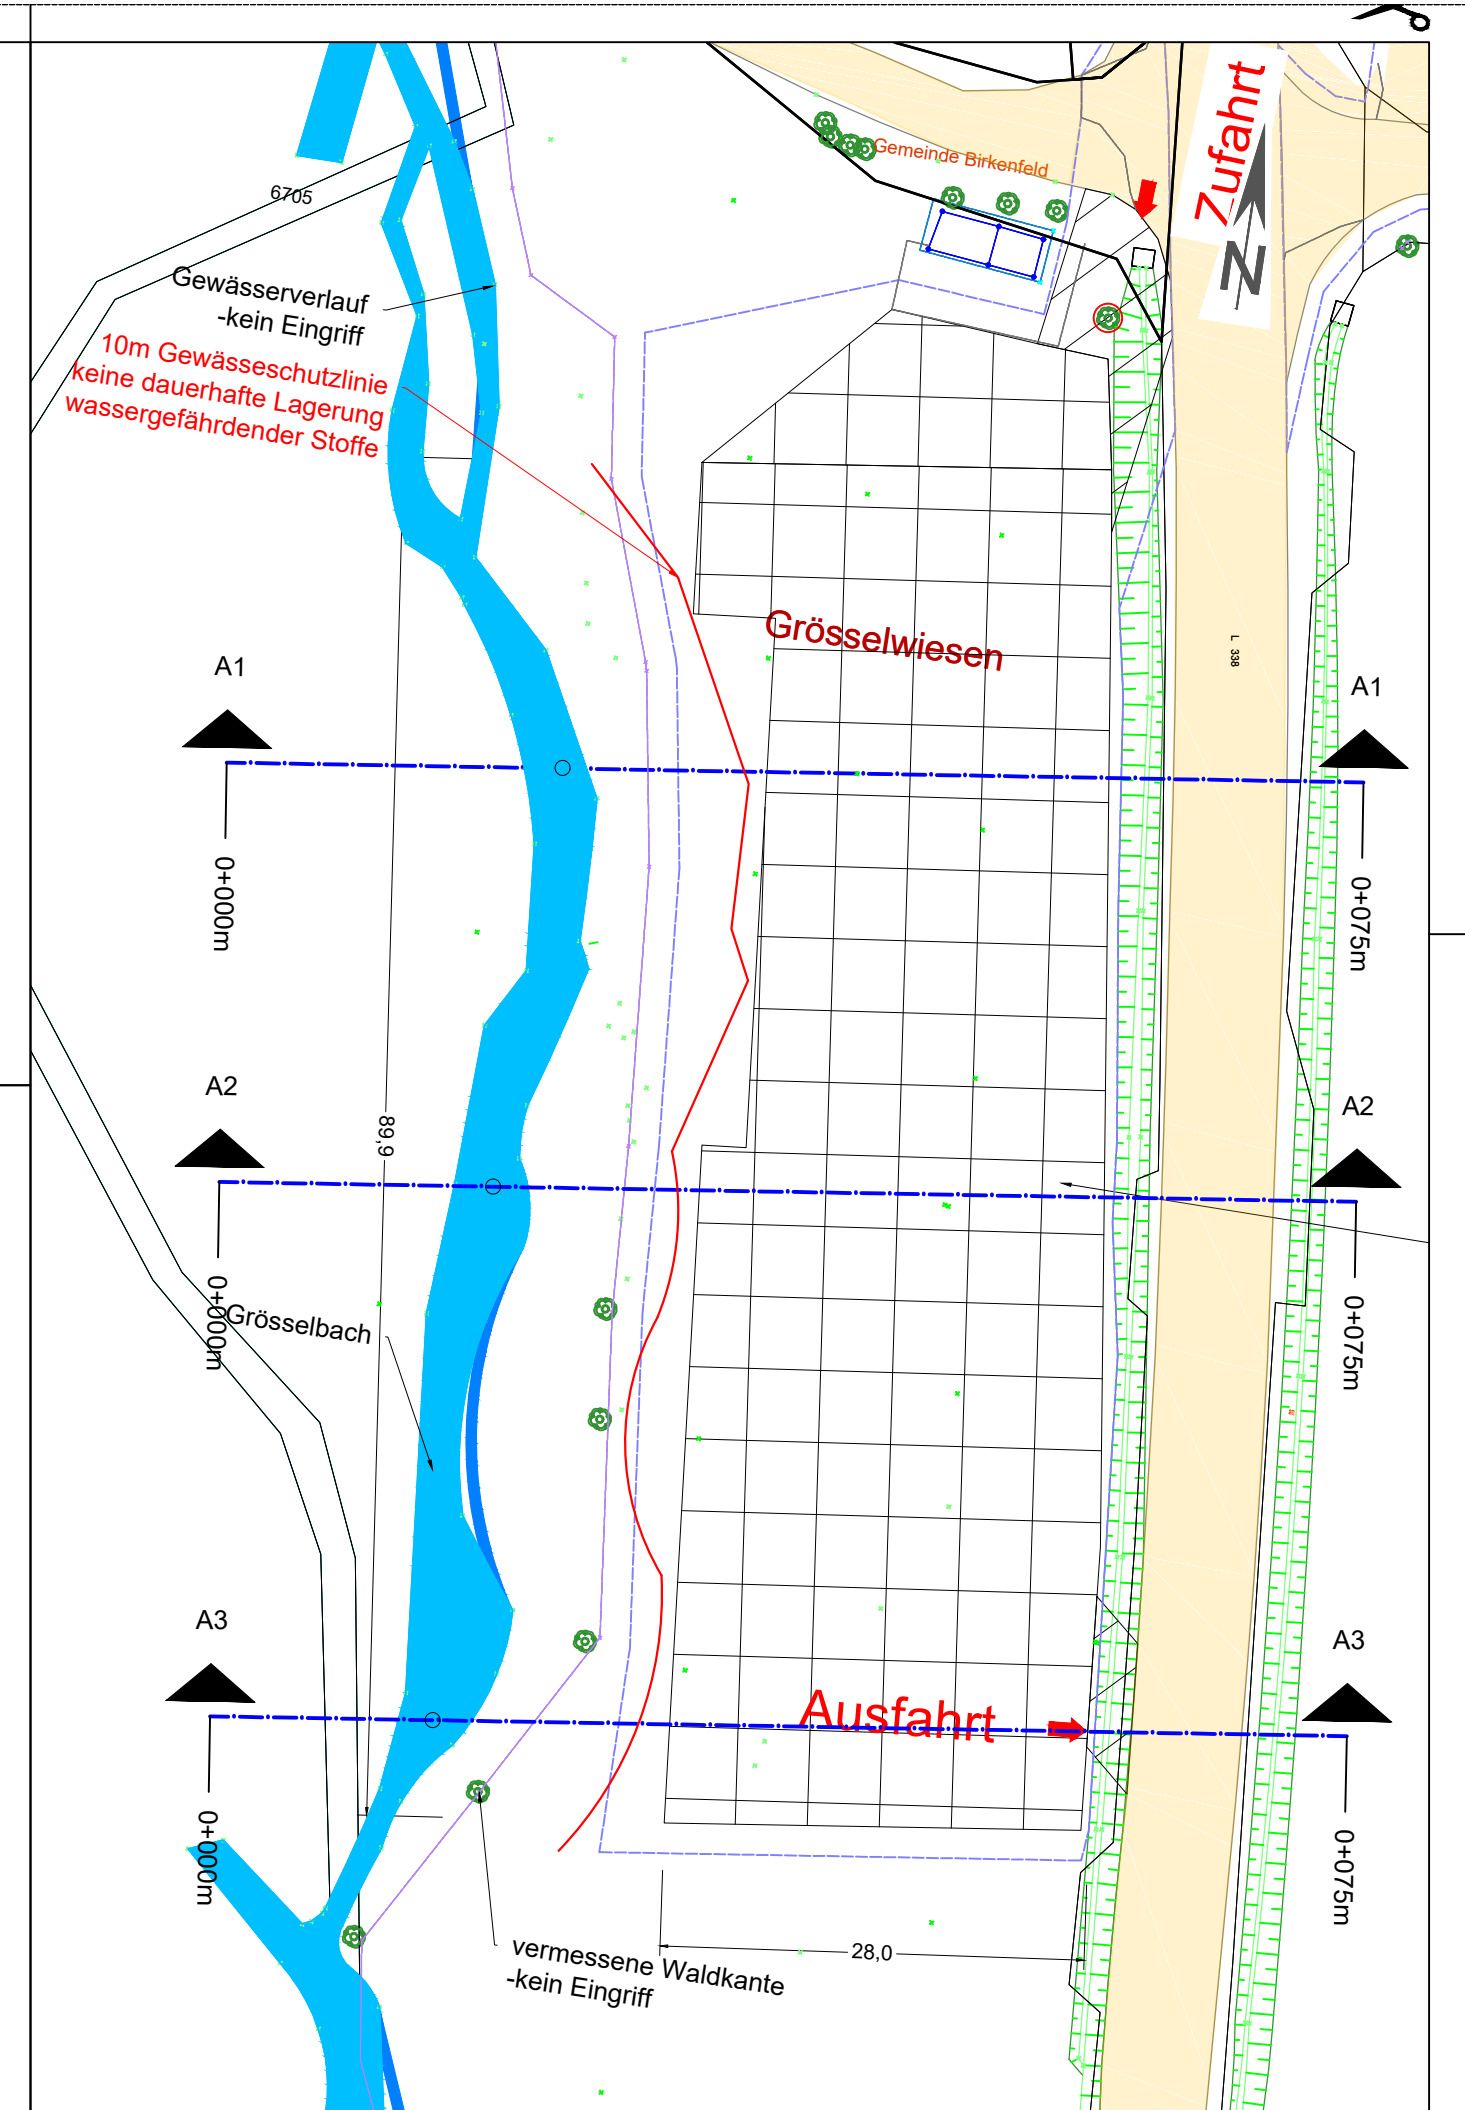 Zufahrt
N
Gemeinde Birkenfeld
6705
Gewässerverlauf
-kein Eingriff
10m Gewässeschutzlinie
keine dauerhafte Lagerung
wassergefährdender Stoffe
Grösselwiesen
L 338
A1
A1
0+000m
0+075m
A2
A2
89,9
0+000m
0+075m
Grösselbach
A3
A3
Ausfahrt
0+000m
0+075m
vermessene Waldkante
-kein Eingriff
28,0